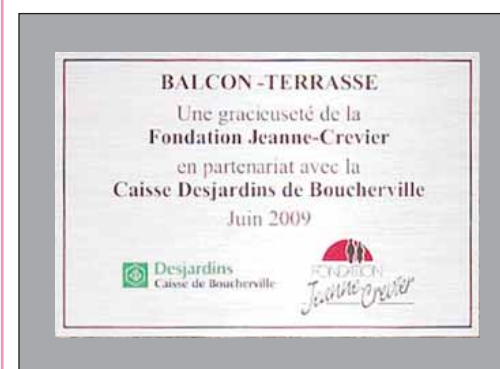 BALCON-TERRASSE
Une gracieuseté de la
Fondation Jeanne-Crevier
en partenariat avec la
Caisse Desjardins de Boucherville
Juin 2009
Desjardins
Caisse de Boucherville
FONDATION
Jeanne Crevier